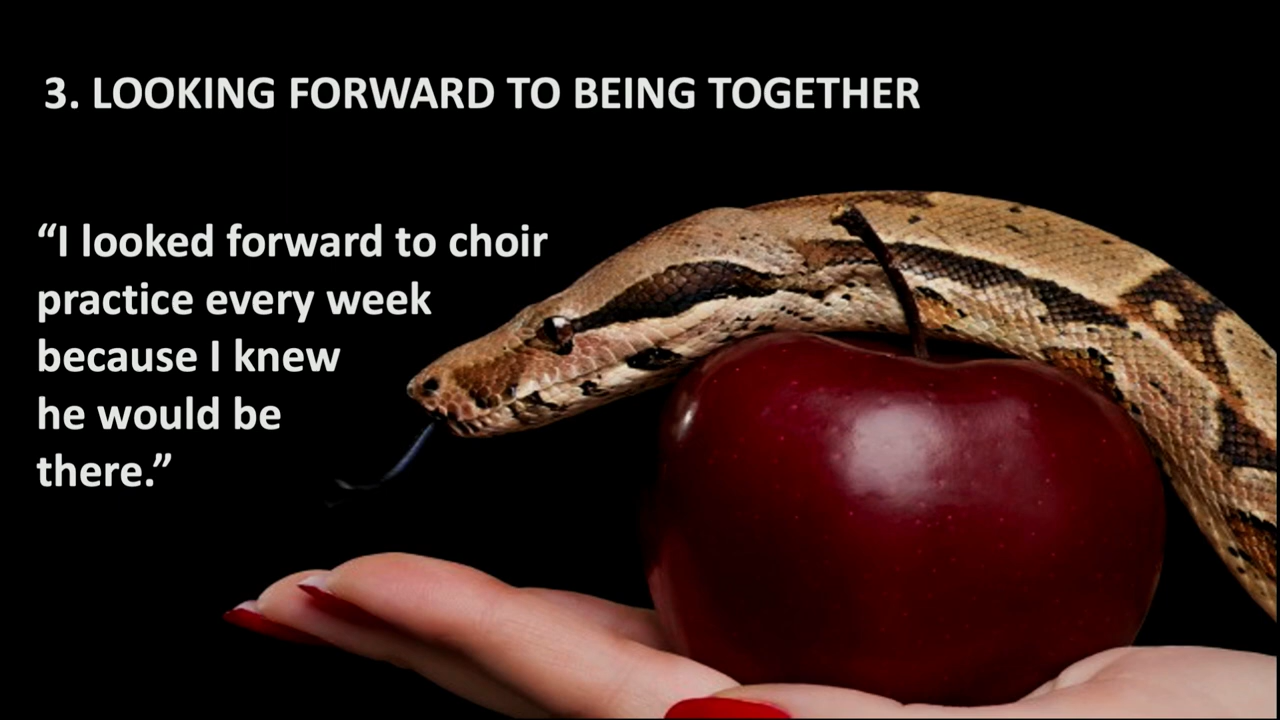 3. LOOKING FORWARD TO BEING TOGETHER
“I looked forward to choir
practice every week
because I knew
he would be
there.”